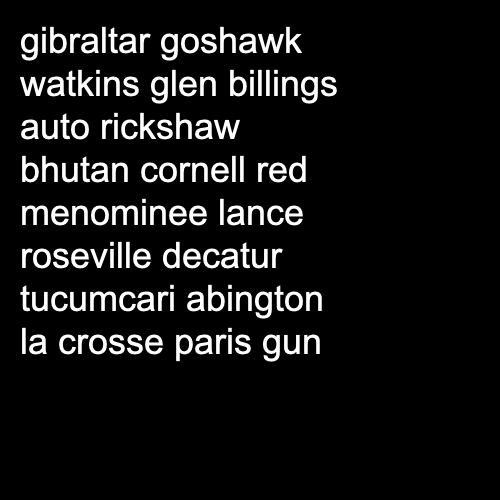 gibraltar goshawk
watkins glen billings
auto rickshaw
bhutan cornell red
menominee lance
roseville decatur
tucumcari abington
la crosse paris gun